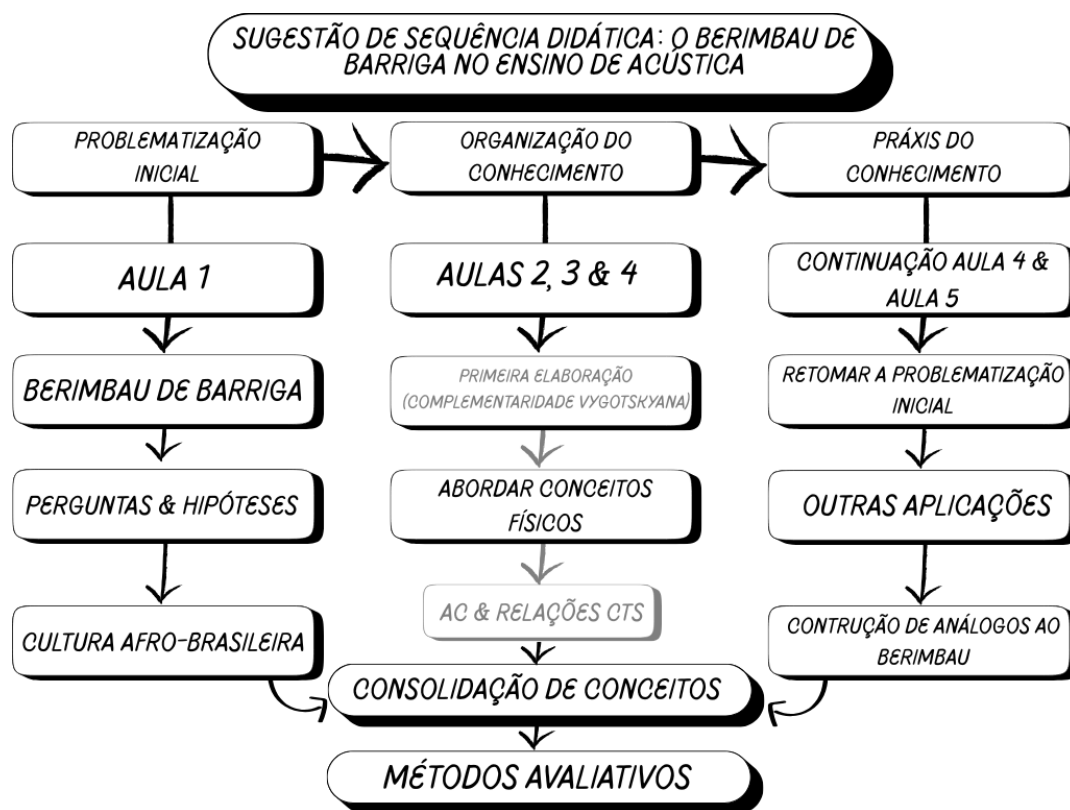 SUGESTÃO DE SEQUÊNCIA DIDÁTICA: O BERIMBAU DE
BARRIGA NO ENSINO DE ACÚSTICA
PROBLEMATIZAÇÃO
INICIAL
ORGANIZAÇÃO DO
CONHECIMENTO
PRÁXIS DO
CONHECIMENTO
AULA 1
AULAS 2, 3 & 4
CONTINUAÇÃO AULA 4 &
AULA 5
BERIMBAU DE BARRIGA
PRIMEIRA ELABORAÇÃO
(COMPLEMENTARIDADE VYGOTSKYANA)
RETOMAR A PROBLEMATIZAÇÃO
INICIAL
PERGUNTAS & HIPÓTESES
ABORDAR CONCEITOS
FÍSICOS
OUTRAS APLICAÇÕES
CULTURA AFRO-BRASILEIRA
AC & RELAÇÕES CTS
CONTRUÇÃO DE ANÁLOGOS AO
BERIMBAU
CONSOLIDAÇÃO DE CONCEITOS
MÉTODOS AVALIATIVOS